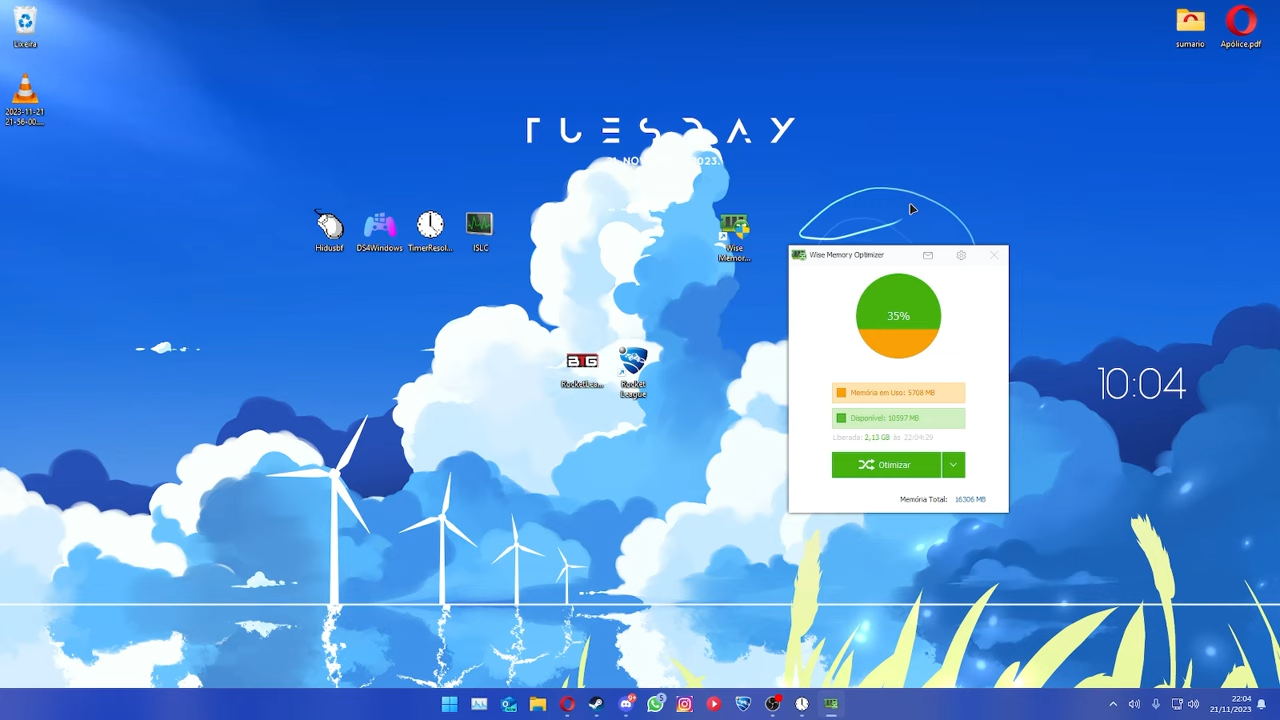 Lixeira
sumario
Apólice.pdf
2023-11-21
21-56-00....
TUESDAY
21 NOV 2023.
Hidusbf
DS4Windows
TimerResol...
ISLC
Wise
Memor...
Wise Memory Optimizer
35%
RocketLea...
Rocket
League
10:04
Memória em Uso: 5708 MB
Disponível: 10597 MB
Liberada: 2,13 GB às 22:04:29
Otimizar
Memória Total: 16306 MB
22:04
21/11/2023